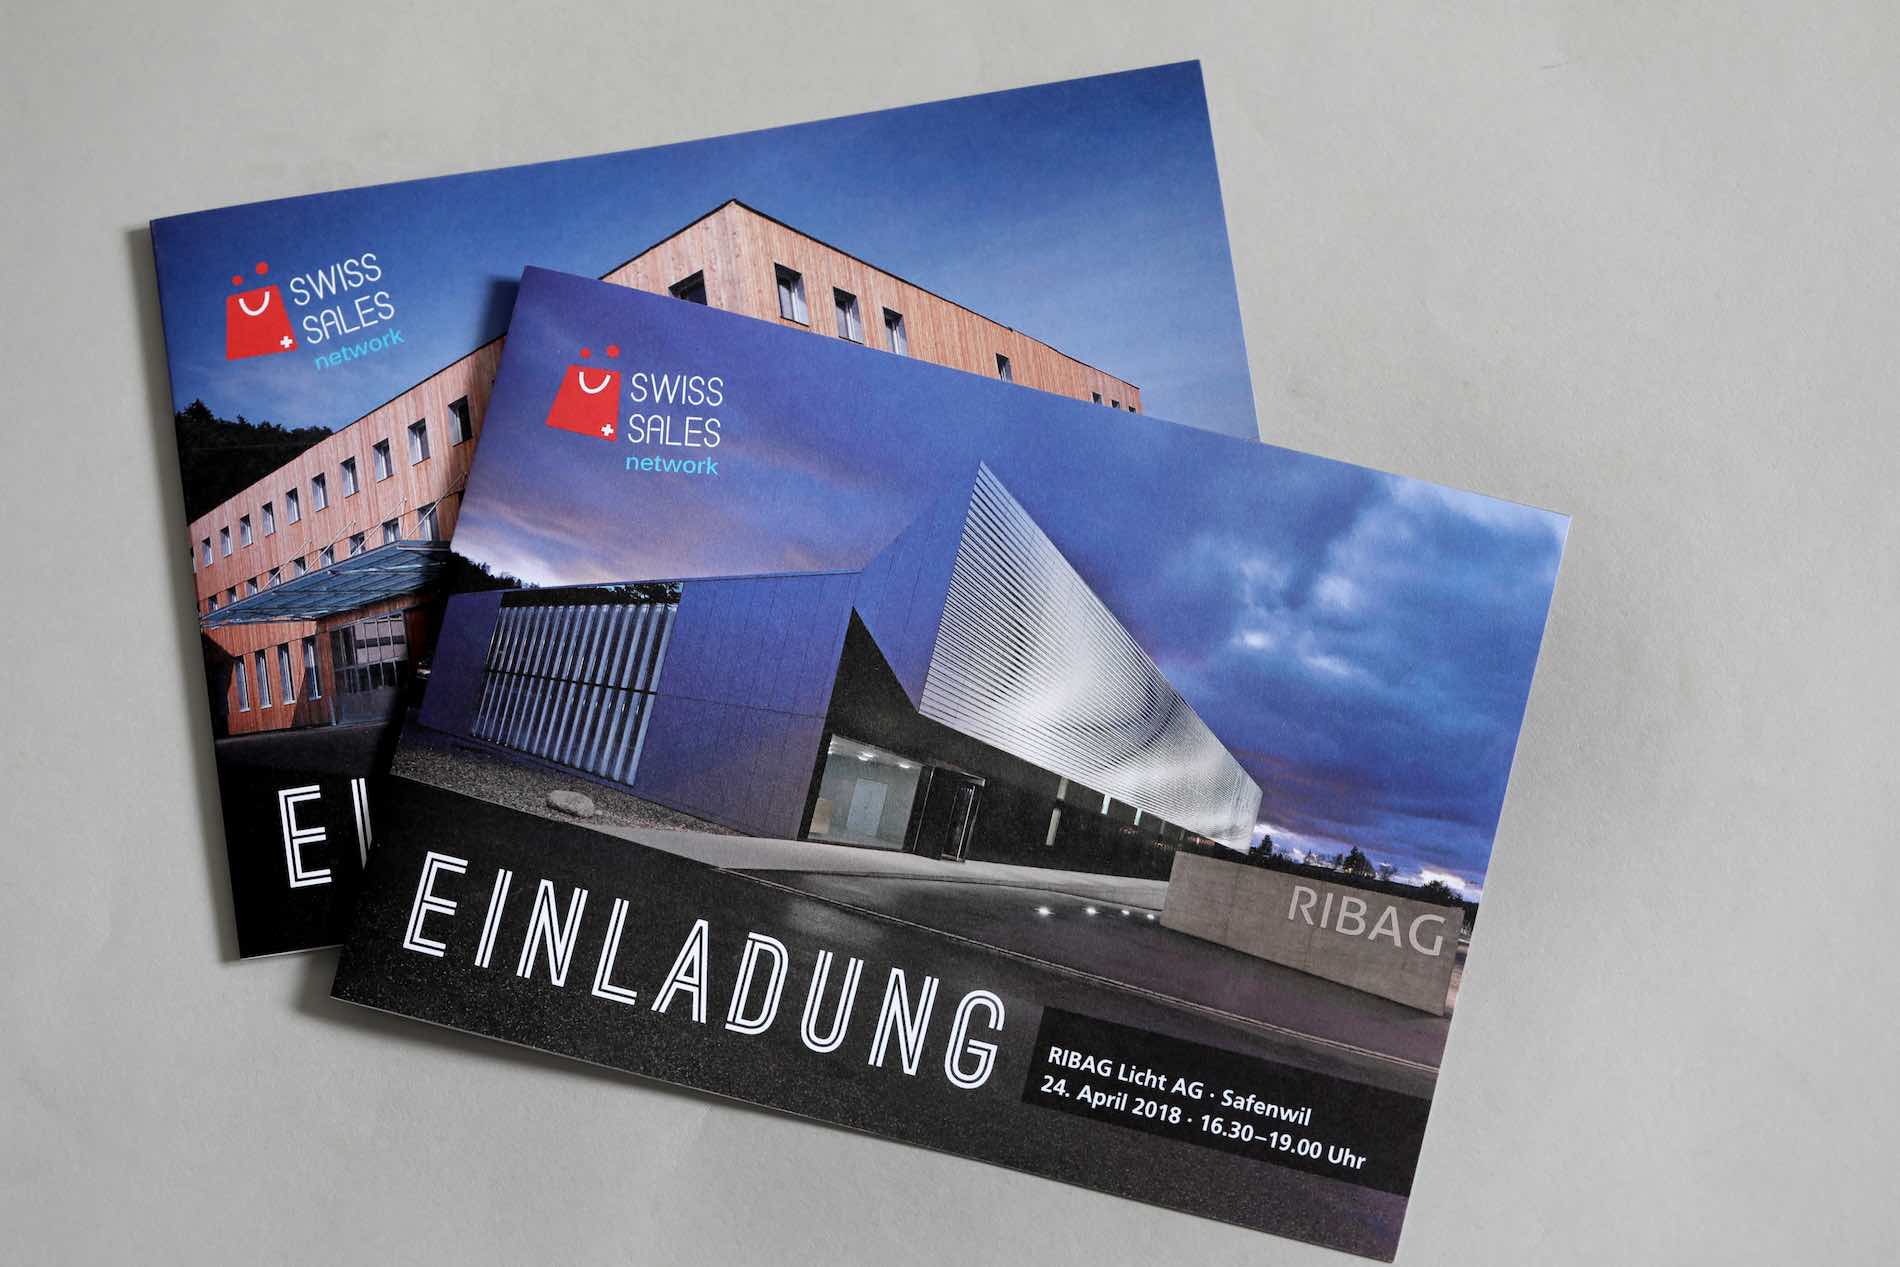 SWISS
SALES
network
SWISS
SALES
network
EINLADUNG
RIBAG
RIBAG Licht AG · Safenwil
24. April 2018 · 16.30–19.00 Uhr